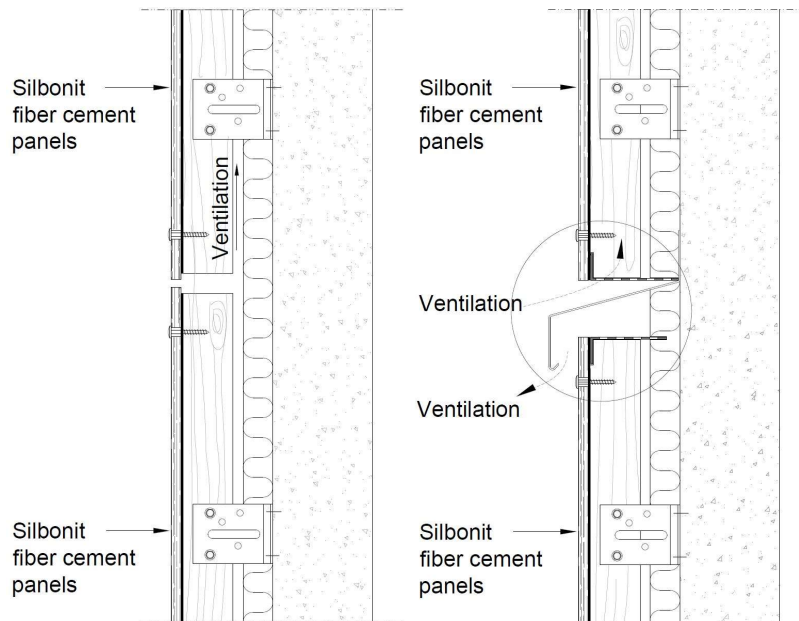 Silbonit
fiber cement
panels
Ventilation
Silbonit
fiber cement
panels
Silbonit
fiber cement
panels
Ventilation
Ventilation
Silbonit
fiber cement
panels